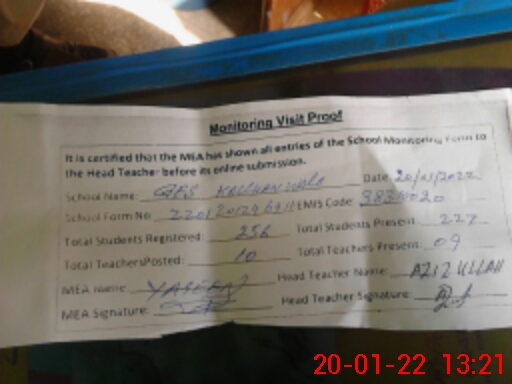 Monitoring Visit Proof
It is certified that the MEA has shown all entries of the School Monitoring Form to
the Head Teacher before its online submission.
School Name: GPS Date: 20/01/2022
School Form No: EMIS Code:
Total Students Registered: 256 Total Students Present: 227
Total TeachersPosted: 10 Total Teachers Present: 09
MEA Name: Head Teacher Name: AZIZ ULLAH
MEA Signature: Head Teacher Signature:
20-01-22 13:21